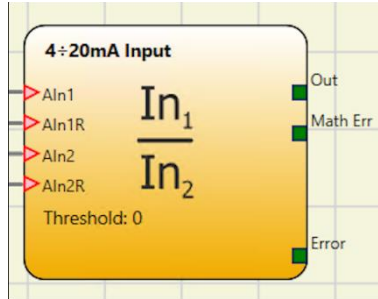 4÷20mA Input
AIn1
AIn1R
AIn2
AIn2R
In₁
In₂
Threshold: 0
Out
Math Err
Error